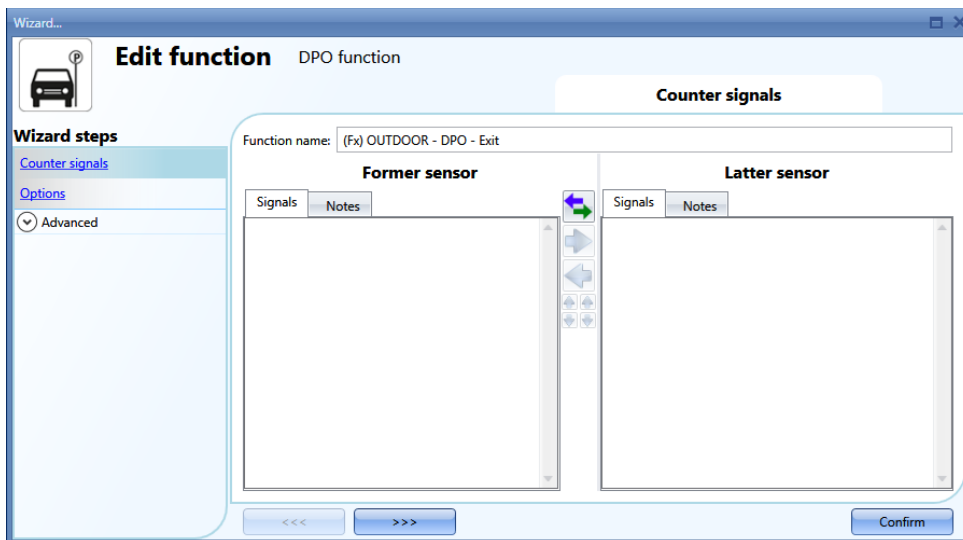 Wizard...
Edit function DPO function
Counter signals
Wizard steps
Counter signals
Options
Advanced
Function name: (Fx) OUTDOOR - DPO - Exit
Former sensor
Signals Notes
Latter sensor
Signals Notes
<<< >>> Confirm
P